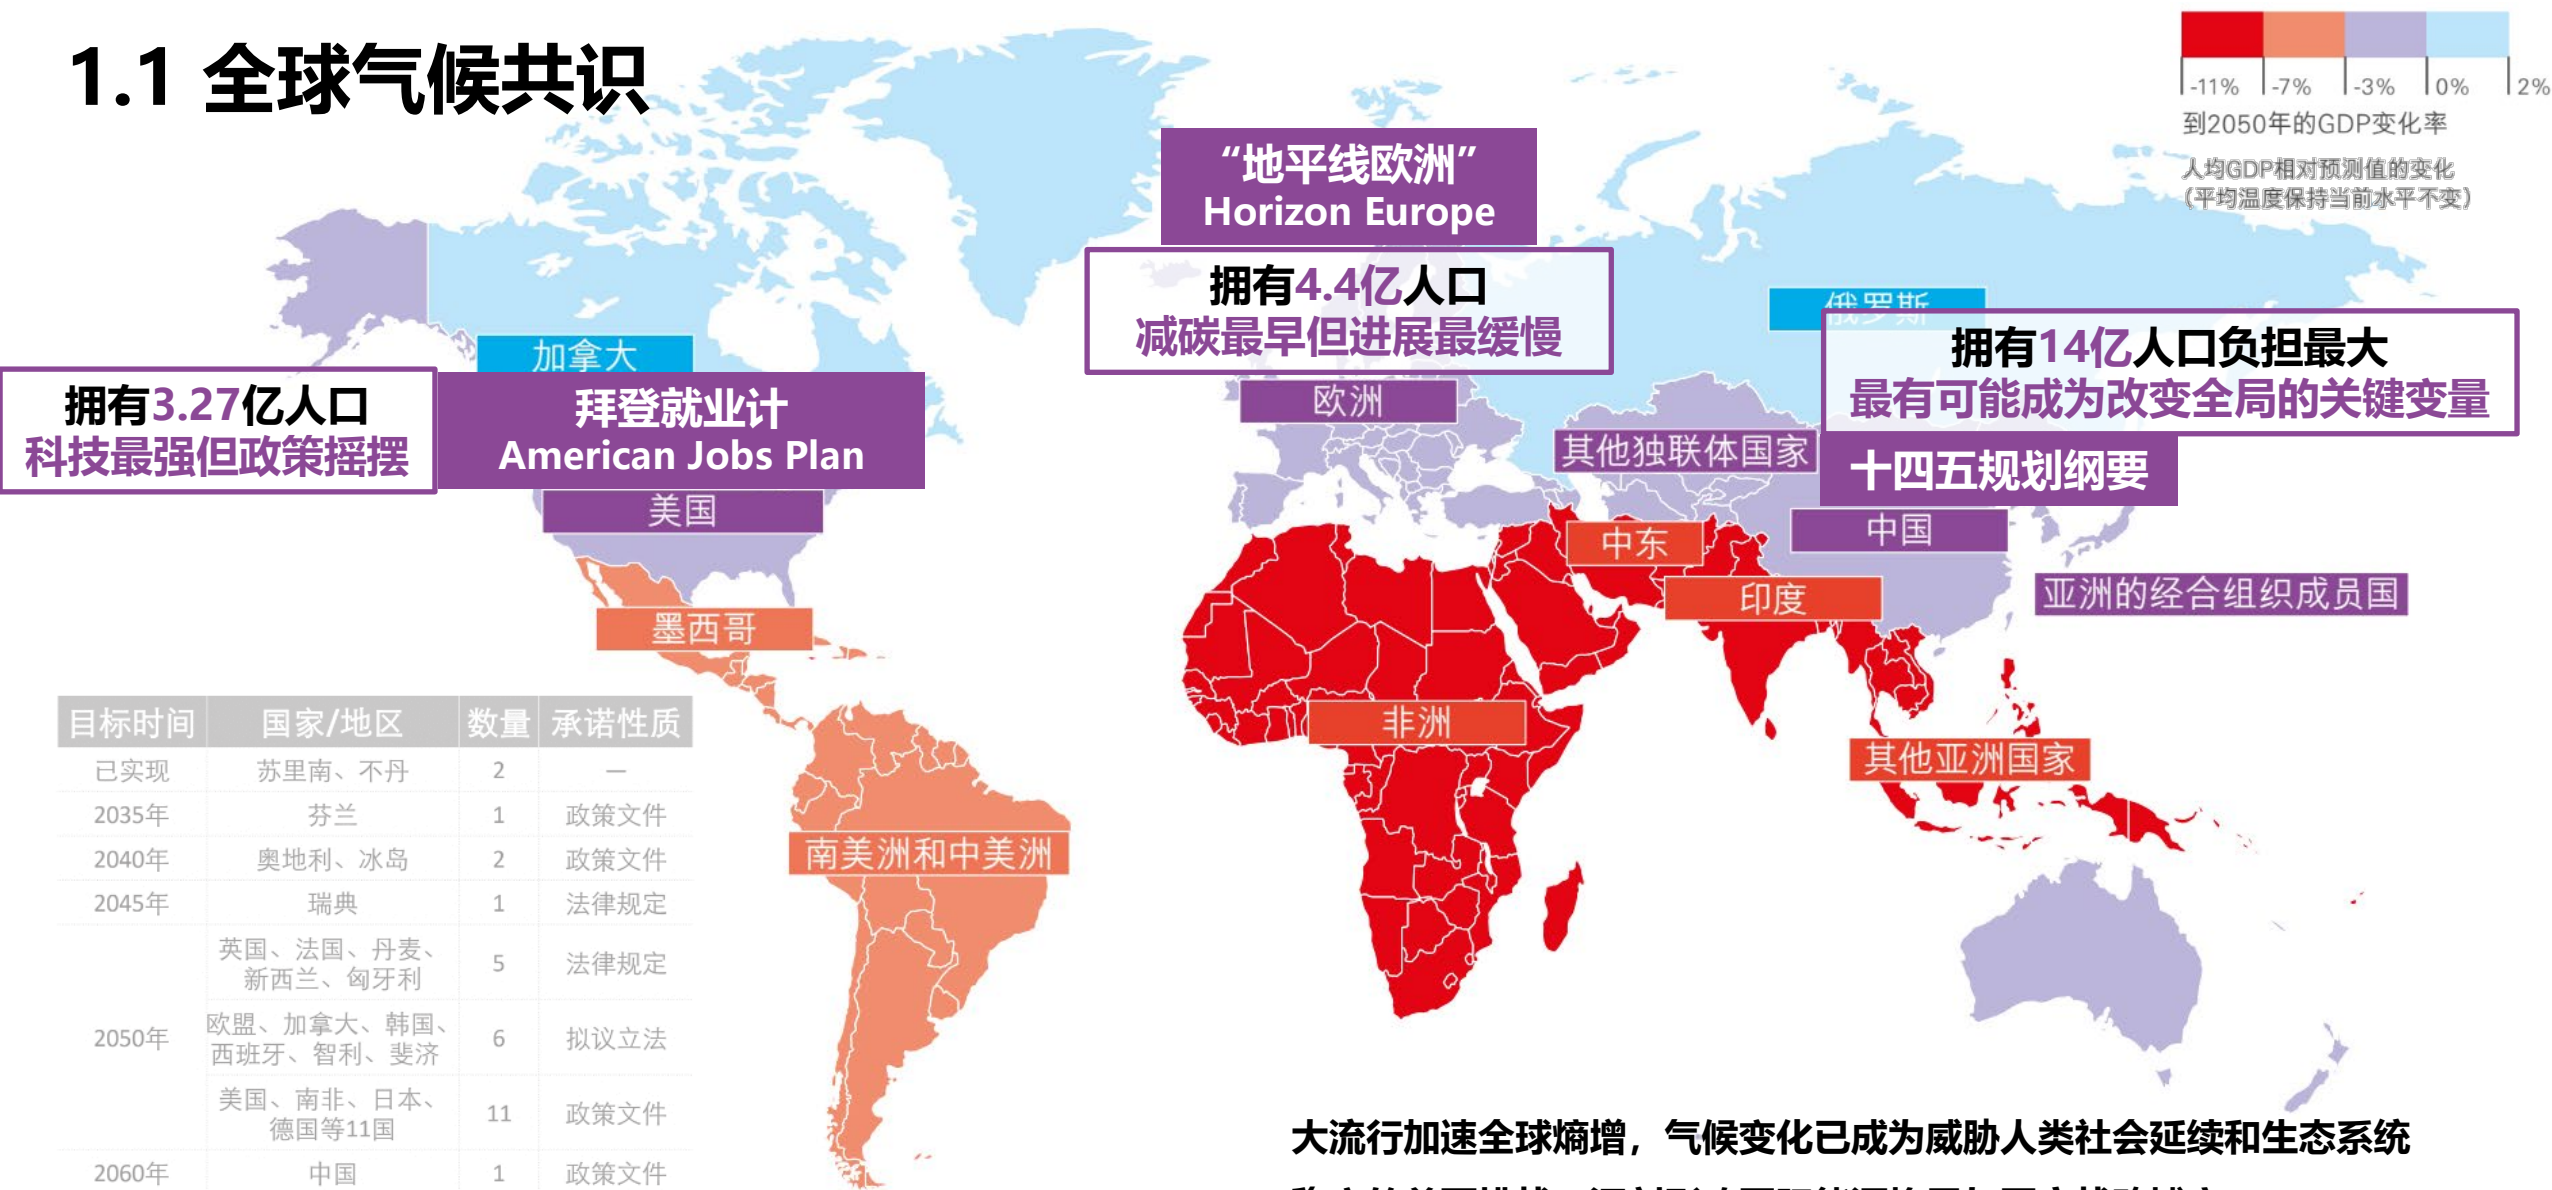 1.1 全球气候共识
-11% -7% -3% 0% 2%
到2050年的GDP变化率
人均GDP相对预测值的变化
（平均温度保持当前水平不变）
“地平线欧洲”
Horizon Europe
拥有4.4亿人口
减碳最早但进展最缓慢
欧洲
俄罗斯
拥有14亿人口负担最大
最有可能成为改变全局的关键变量
十四五规划纲要
中国
加拿大
拥有3.27亿人口
科技最强但政策摇摆
拜登就业计
American Jobs Plan
美国
墨西哥
其他独联体国家
中东
印度
亚洲的经合组织成员国
非洲
其他亚洲国家
南美洲和中美洲
目标时间 国家/地区 数量 承诺性质
已实现 苏里南、不丹 2 —
2035年 芬兰 1 政策文件
2040年 奥地利、冰岛 2 政策文件
2045年 瑞典 1 法律规定
英国、法国、丹麦、
新西兰、匈牙利 5 法律规定
2050年 欧盟、加拿大、韩国、
西班牙、智利、斐济 6 拟议立法
美国、南非、日本、
德国等11国 11 政策文件
2060年 中国 1 政策文件
大流行加速全球熵增，气候变化已成为威胁人类社会延续和生态系统